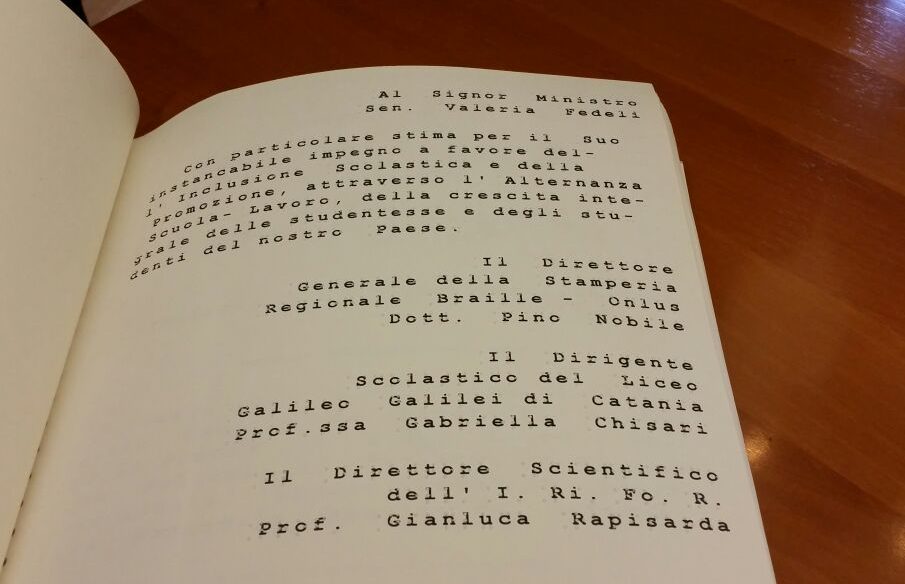 Al Signor Ministro
Sen. Valeria Fedeli
Con particolare stima per il Suo
instancabile impegno a favore del-
l' Inclusione Scolastica e della
Promozione, attraverso l' Alternanza
Scuola- Lavoro, della crescita inte-
grale delle studentesse e degli stu-
denti del nostro Paese.
Il Direttore
Generale della Stamperia
Regionale Braille - Onlus
Dott. Pino Nobile
Il Dirigente
Scolastico del Liceo
Galileo Galilei di Catania
Prof.ssa Gabriella Chisari
Il Direttore Scientifico
dell' I. Ri. Fo. R.
Prof. Gianluca Rapisarda